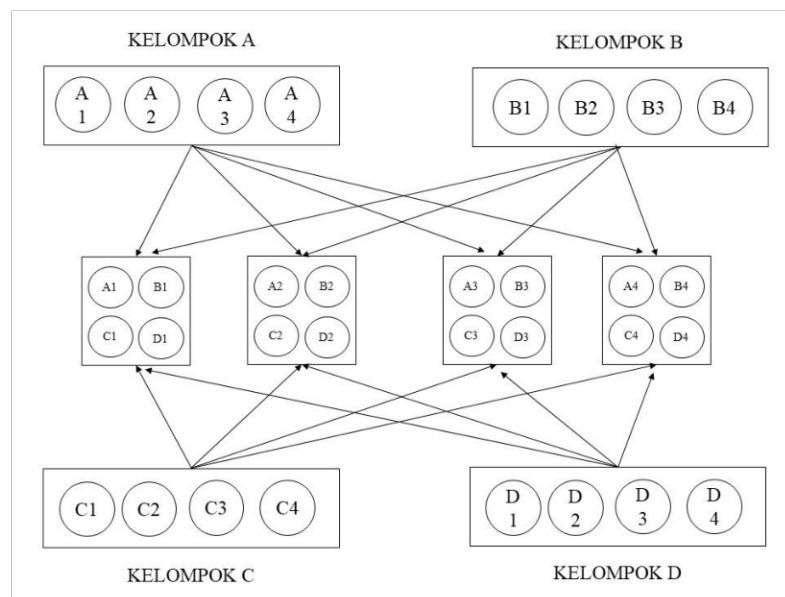 KELOMPOK A
KELOMPOK B
A
1
A
2
A
3
A
4
B1
B2
B3
B4
A1
B1
C1
D1
A2
B2
C2
D2
A3
B3
C3
D3
A4
B4
C4
D4
C1
C2
C3
C4
D
1
D
2
D
3
D
4
KELOMPOK C
KELOMPOK D